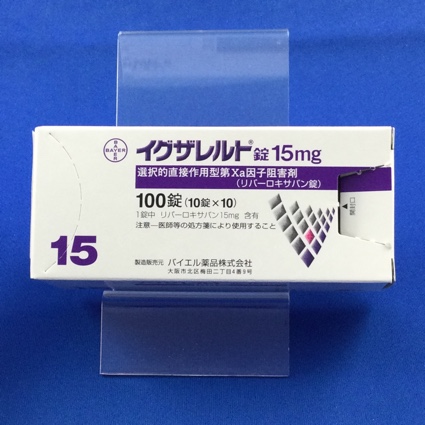 BAYER
BAYER
イグザレルト®錠15mg
選択的直接作用型第Xa因子阻害剤
(リバーロキサバン錠)
100錠(10錠×10)
1錠中 リバーロキサバン15mg 含有
注意-医師等の処方箋により使用すること
開封口
15
製造販売元 バイエル薬品株式会社
大阪市北区梅田二丁目4番9号